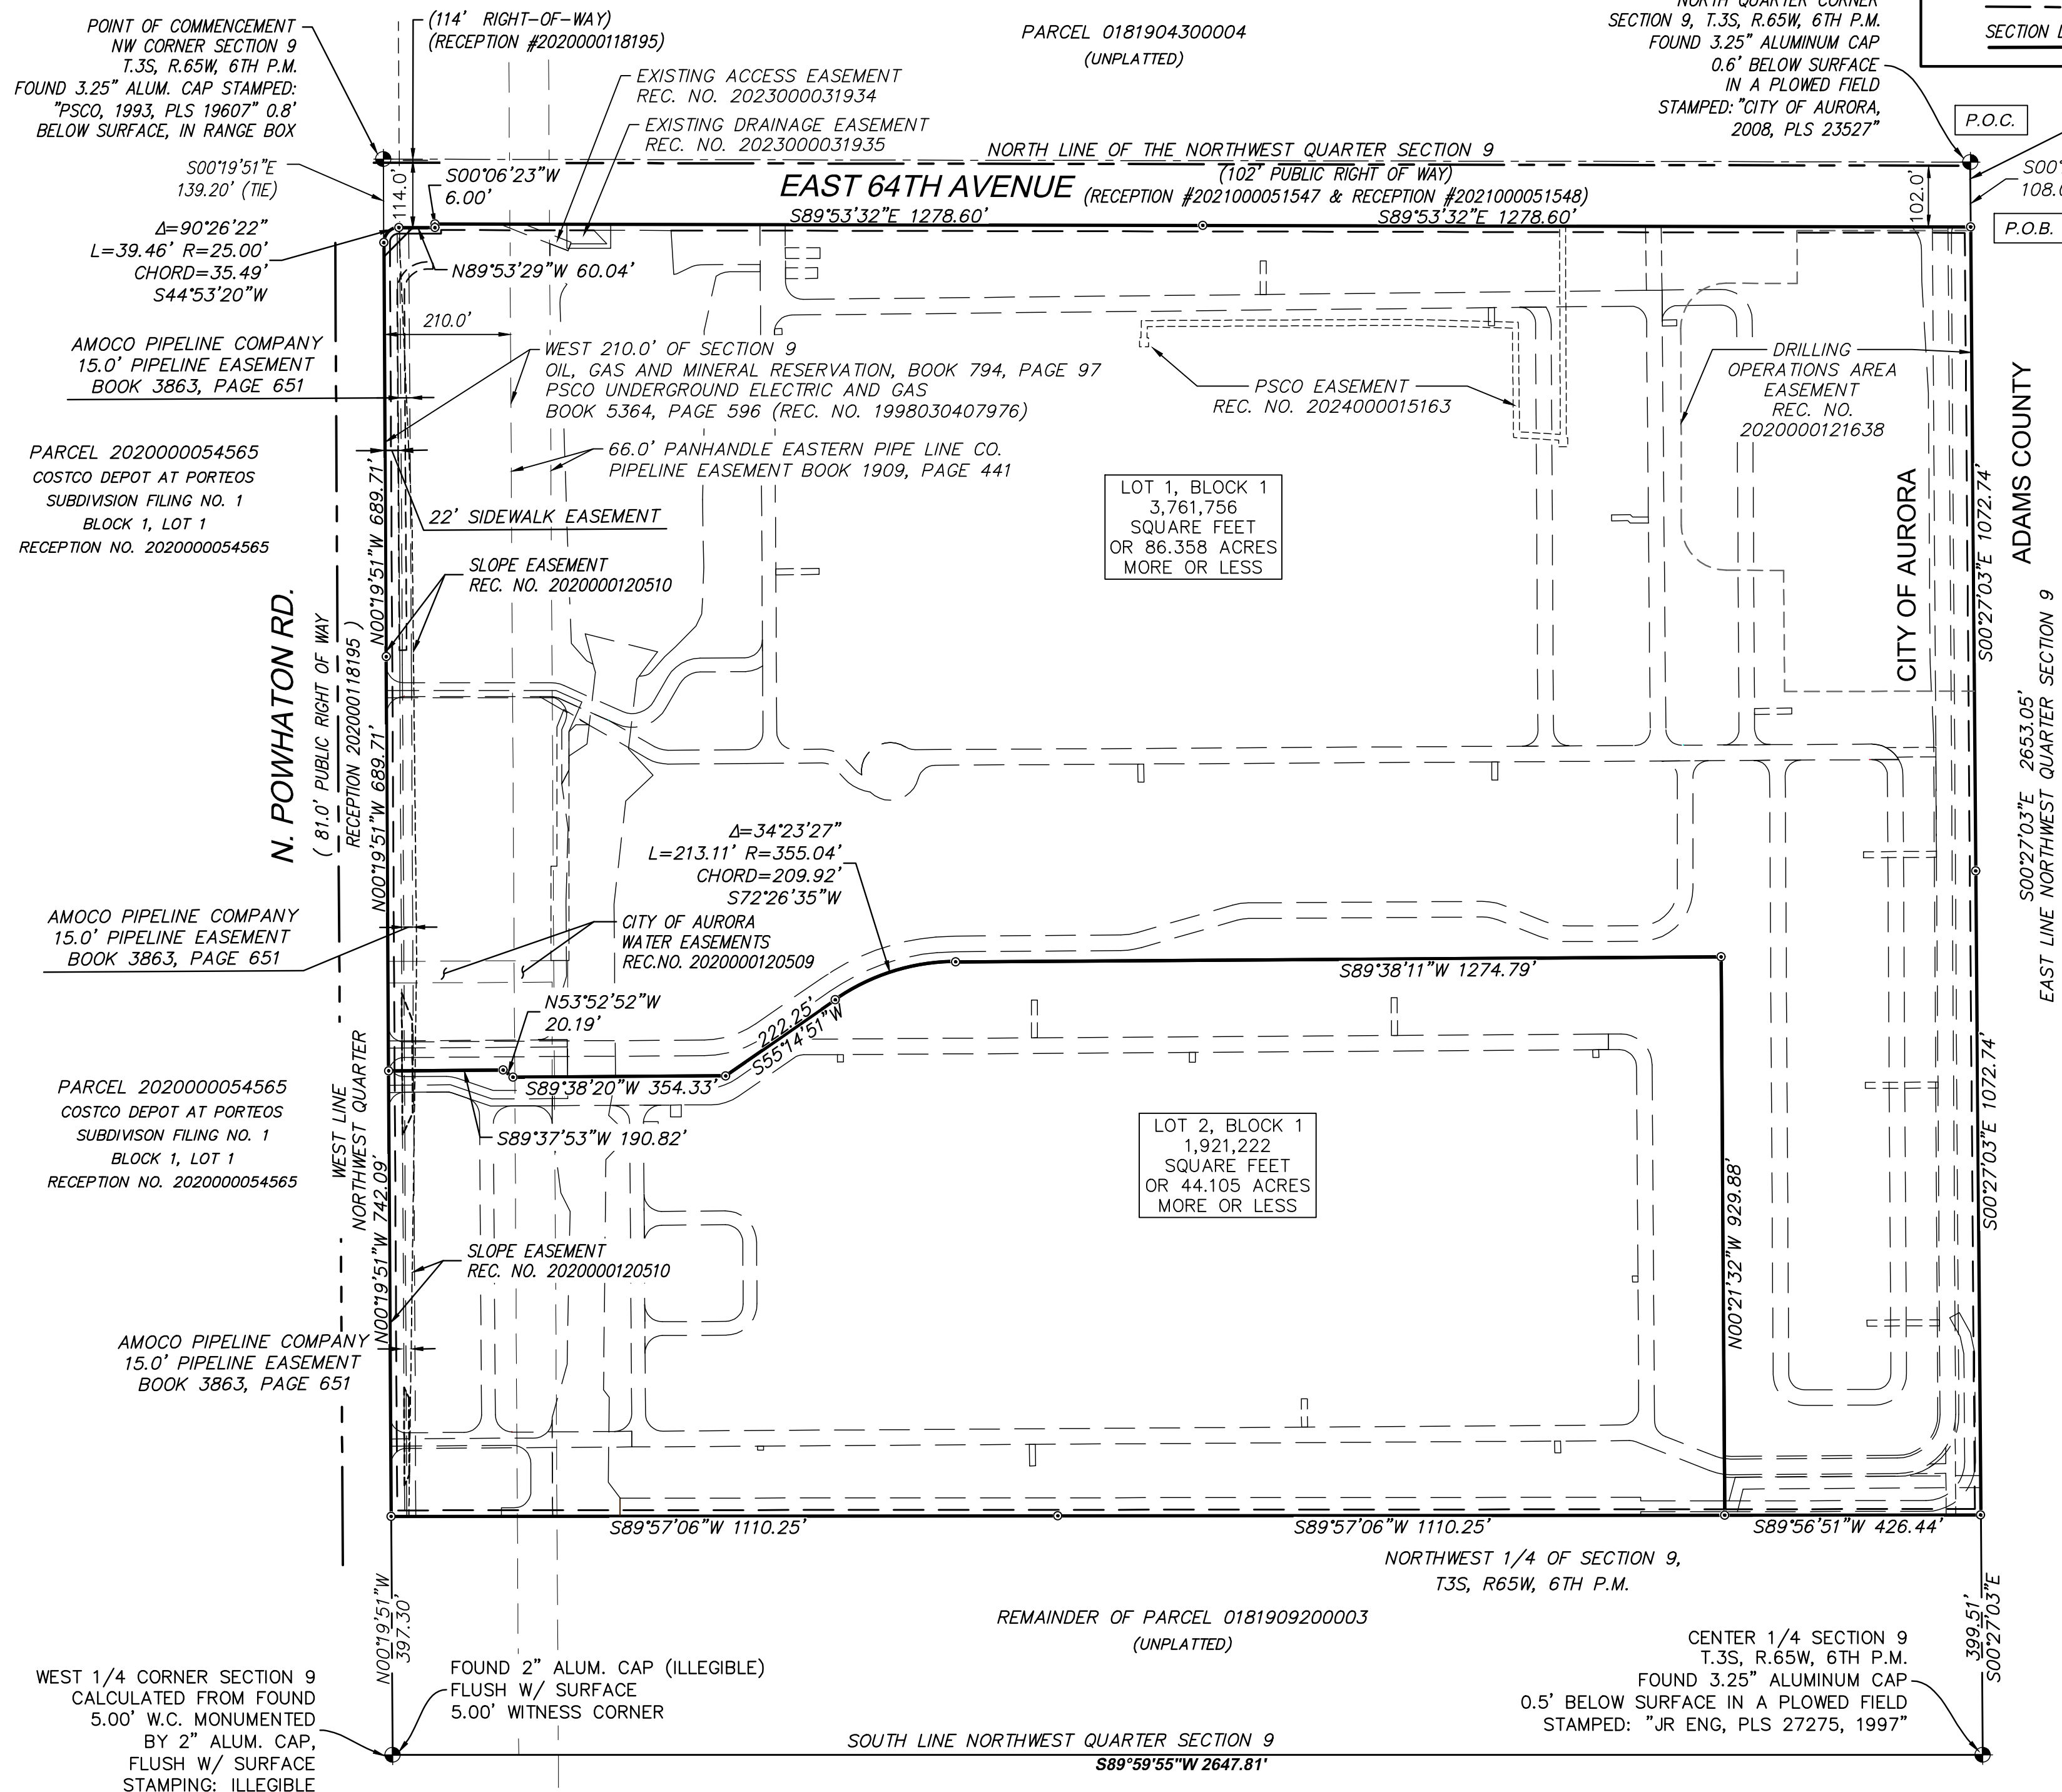 POINT OF COMMENCEMENT
NW CORNER SECTION 9
T.3S, R.65W, 6TH P.M.
FOUND 3.25" ALUM. CAP STAMPED:
"PSCO, 1993, PLS 19607" 0.8'
BELOW SURFACE, IN RANGE BOX
(114' RIGHT-OF-WAY)
(RECEPTION #2020000118195)
PARCEL 0181904300004
(UNPLATTED)
NORTH QUARTER CORNER
SECTION 9, T.3S, R.65W, 6TH P.M.
FOUND 3.25" ALUMINUM CAP
0.6' BELOW SURFACE
IN A PLOWED FIELD
STAMPED: "CITY OF AURORA,
2008, PLS 23527"
P.O.C.
P.O.B.
EXISTING ACCESS EASEMENT
REC. NO. 2023000031934
EXISTING DRAINAGE EASEMENT
REC. NO. 2023000031935
NORTH LINE OF THE NORTHWEST QUARTER SECTION 9
EAST 64TH AVENUE
(102' PUBLIC RIGHT OF WAY)
(RECEPTION #2021000051547 & RECEPTION #2021000051548)
S89°53'32"E 1278.60'
S89°53'32"E 1278.60'
102.0'
S00°19'51"E
139.20' (TIE)
114.0'
S00°06'23"W
6.00'
Δ=90°26'22"
L=39.46' R=25.00'
CHORD=35.49'
S44°53'20"W
N89°53'29"W 60.04'
210.0'
AMOCO PIPELINE COMPANY
15.0' PIPELINE EASEMENT
BOOK 3863, PAGE 651
WEST 210.0' OF SECTION 9
OIL, GAS AND MINERAL RESERVATION, BOOK 794, PAGE 97
PSCO UNDERGROUND ELECTRIC AND GAS
BOOK 5364, PAGE 596 (REC. NO. 1998030407976)
66.0' PANHANDLE EASTERN PIPE LINE CO.
PIPELINE EASEMENT BOOK 1909, PAGE 441
PSCO EASEMENT
REC. NO. 2024000015163
DRILLING
OPERATIONS AREA
EASEMENT
REC. NO.
2020000121638
PARCEL 2020000054565
COSTCO DEPOT AT PORTEOS
SUBDIVISION FILING NO. 1
BLOCK 1, LOT 1
RECEPTION NO. 2020000054565
22' SIDEWALK EASEMENT
SLOPE EASEMENT
REC. NO. 2020000120510
LOT 1, BLOCK 1
3,761,756
SQUARE FEET
OR 86.358 ACRES
MORE OR LESS
N00°19'51"W 689.71'
N00°19'51"W 689.71'
N. POWHATON RD.
( 81.0' PUBLIC RIGHT OF WAY
RECEPTION 2020000118195 )
CITY OF AURORA
ADAMS COUNTY
S00°27'03"E 1072.74'
S00°27'03"E 2653.05'
EAST LINE NORTHWEST QUARTER SECTION 9
Δ=34°23'27"
L=213.11' R=355.04'
CHORD=209.92'
S72°26'35"W
AMOCO PIPELINE COMPANY
15.0' PIPELINE EASEMENT
BOOK 3863, PAGE 651
CITY OF AURORA
WATER EASEMENTS
REC.NO. 2020000120509
S89°38'11"W 1274.79'
N53°52'52"W
20.19'
222.25'
S55°14'51"W
S89°38'20"W 354.33'
S89°37'53"W 190.82'
PARCEL 2020000054565
COSTCO DEPOT AT PORTEOS
SUBDIVISON FILING NO. 1
BLOCK 1, LOT 1
RECEPTION NO. 2020000054565
WEST LINE
NORTHWEST QUARTER
N00°19'51"W 742.09'
LOT 2, BLOCK 1
1,921,222
SQUARE FEET
OR 44.105 ACRES
MORE OR LESS
N00°21'32"W 929.88'
S00°27'03"E 1072.74'
SLOPE EASEMENT
REC. NO. 2020000120510
AMOCO PIPELINE COMPANY
15.0' PIPELINE EASEMENT
BOOK 3863, PAGE 651
S89°57'06"W 1110.25'
S89°57'06"W 1110.25'
S89°56'51"W 426.44'
NORTHWEST 1/4 OF SECTION 9,
T3S, R65W, 6TH P.M.
REMAINDER OF PARCEL 0181909200003
(UNPLATTED)
N00°19'51"W
397.30'
399.51'
S00°27'03"E
WEST 1/4 CORNER SECTION 9
CALCULATED FROM FOUND
5.00' W.C. MONUMENTED
BY 2" ALUM. CAP,
FLUSH W/ SURFACE
STAMPING: ILLEGIBLE
FOUND 2" ALUM. CAP (ILLEGIBLE)
FLUSH W/ SURFACE
5.00' WITNESS CORNER
CENTER 1/4 SECTION 9
T.3S, R.65W, 6TH P.M.
FOUND 3.25" ALUMINUM CAP
0.5' BELOW SURFACE IN A PLOWED FIELD
STAMPED: "JR ENG, PLS 27275, 1997"
SOUTH LINE NORTHWEST QUARTER SECTION 9
S89°59'55"W 2647.81'